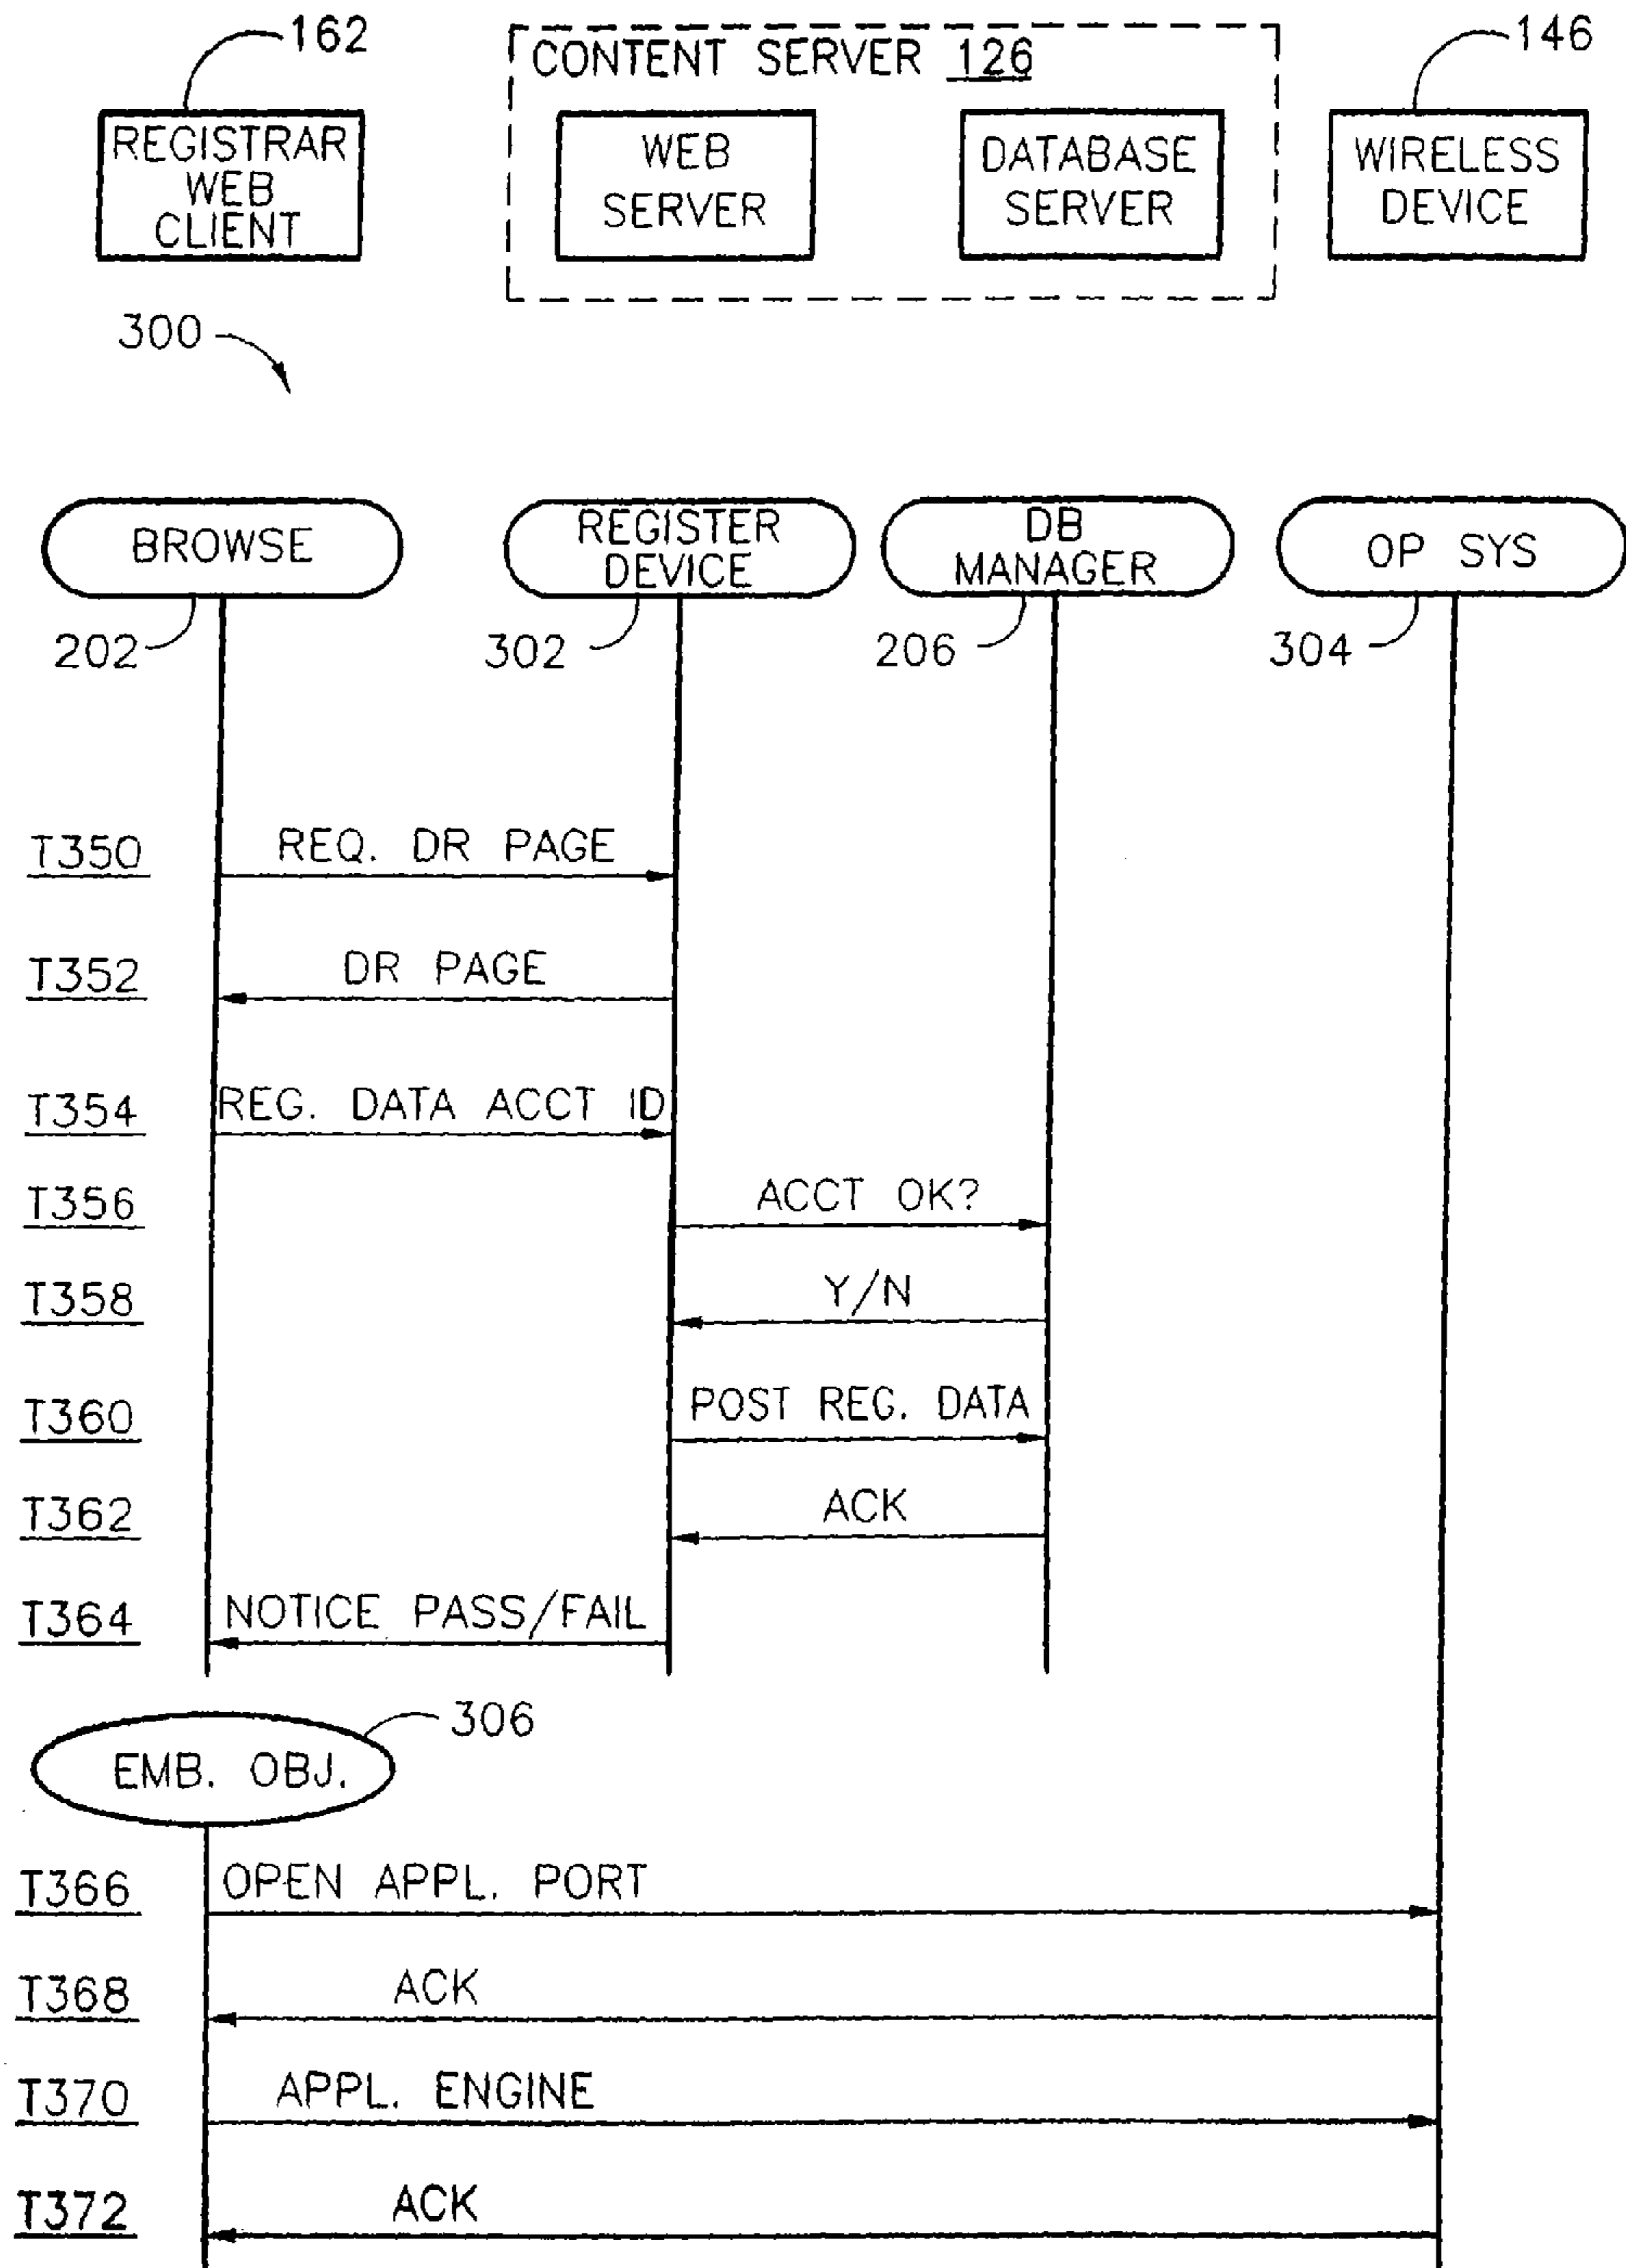 162
CONTENT SERVER 126
146
REGISTRAR
WEB
CLIENT
WEB
SERVER
DATABASE
SERVER
WIRELESS
DEVICE
300
BROWSE
REGISTER
DEVICE
DB
MANAGER
OP SYS
202
302
206
304
T350
REQ. DR PAGE
T352
DR PAGE
T354
REG. DATA ACCT ID
T356
ACCT OK?
T358
Y/N
T360
POST REG. DATA
T362
ACK
T364
NOTICE PASS/FAIL
306
EMB. OBJ.
T366
OPEN APPL. PORT
T368
ACK
T370
APPL. ENGINE
T372
ACK